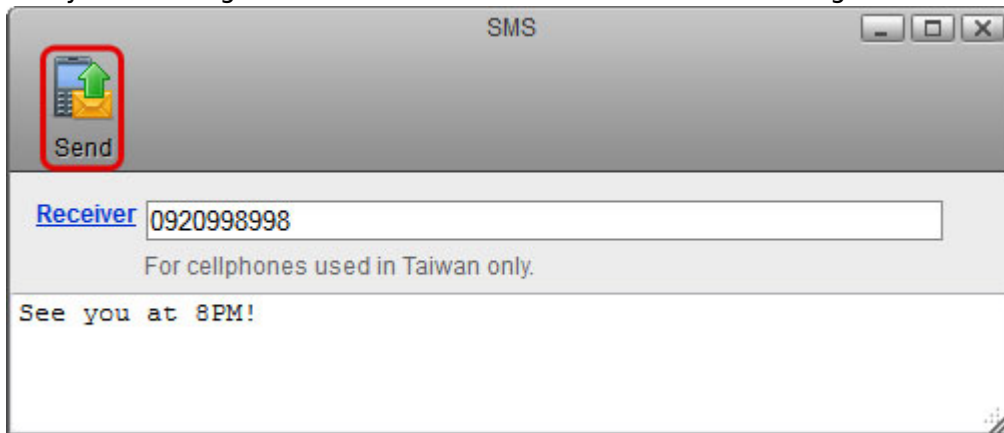 SMS
Send
Receiver 0920998998
For cellphones used in Taiwan only.
See you at 8PM!